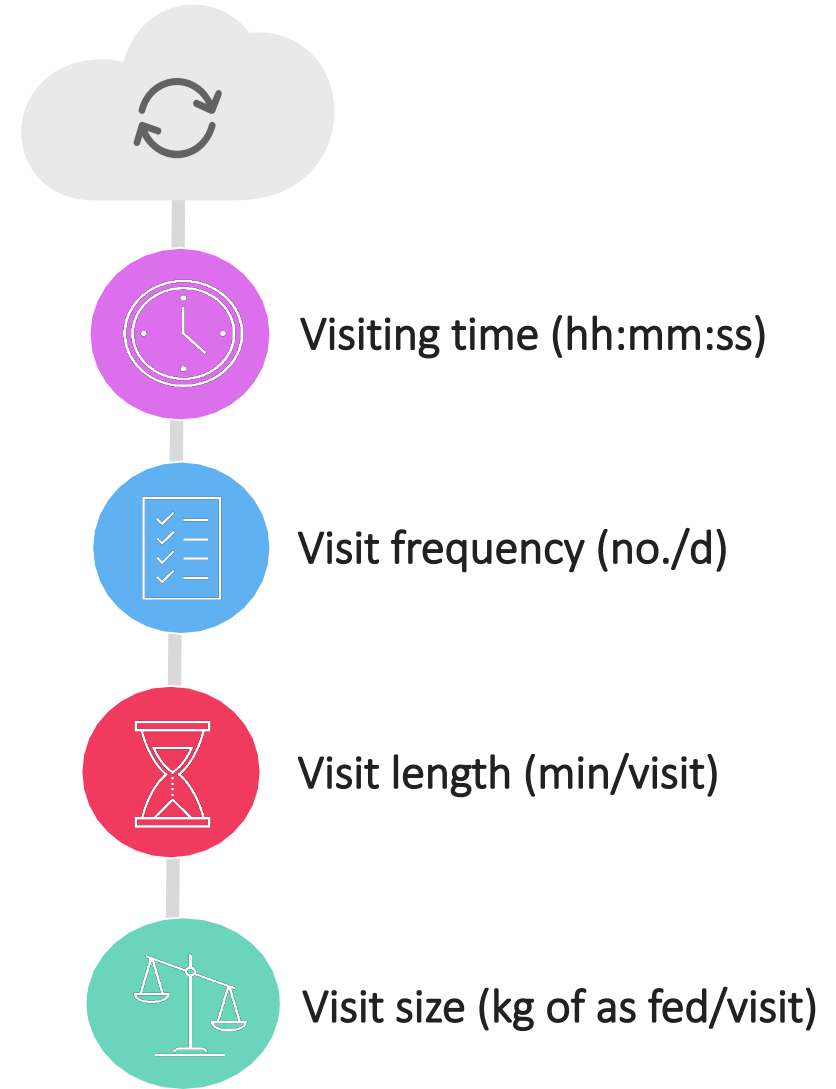 Visiting time (hh:mm:ss)
Visit frequency (no./d)
Visit length (min/visit)
Visit size (kg of as fed/visit)